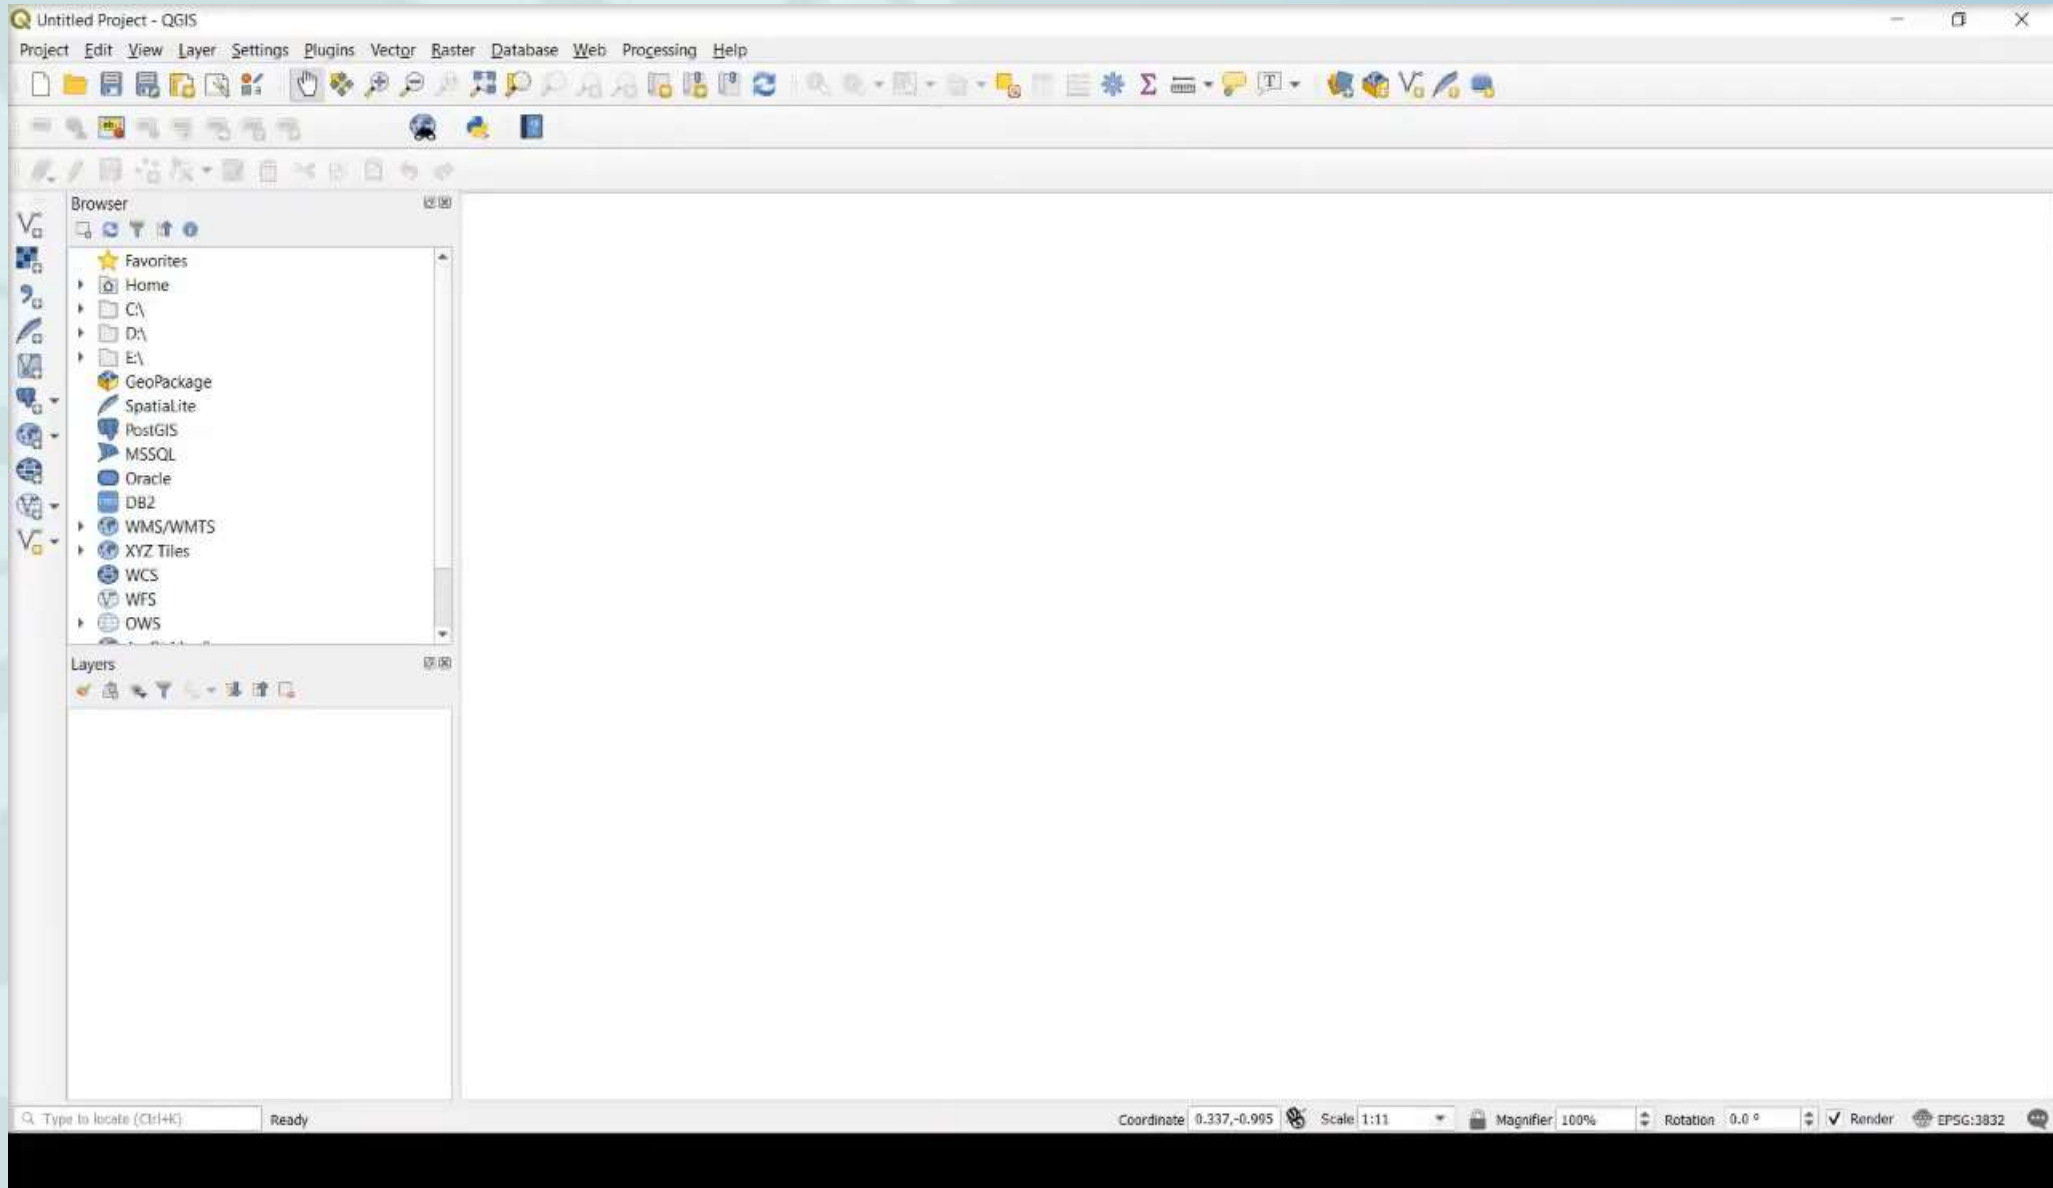 Untitled Project - QGIS
Project Edit View Layer Settings Plugins Vector Raster Database Web Processing Help
Browser
Favorites
Home
C:\
D:\
E:\
GeoPackage
SpatiaLite
PostGIS
MSSQL
Oracle
DB2
WMS/WMTS
XYZ Tiles
WCS
WFS
OWS
Layers
Type to locate (Ctrl+K) Ready Coordinate 0.337,-0.995 Scale 1:11 Magnifier 100% Rotation 0.0 ° Render EPSG:3832